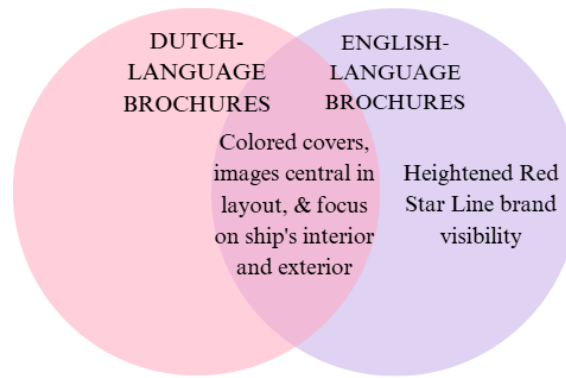 DUTCH-
LANGUAGE
BROCHURES
ENGLISH-
LANGUAGE
BROCHURES
Colored covers,
images central in
layout, & focus
on ship's interior
and exterior
Heightened Red
Star Line brand
visibility